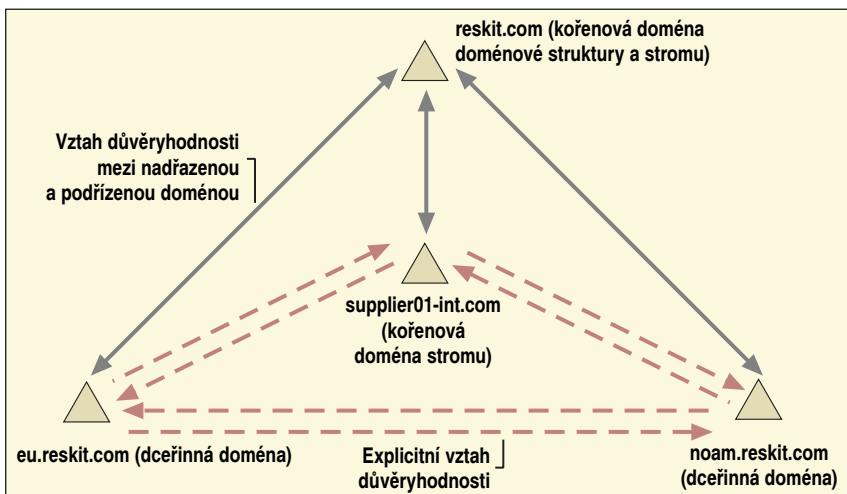 reskit.com (kořenová doména
doménové struktury a stromu)
Vztah důvěryhodnosti
mezi nadřazenou
a podřízenou doménou
supplier01-int.com
(kořenová
doména stromu)
eu.reskit.com (dceřinná doména)
Explicitní vztah
důvěryhodnosti
noam.reskit.com
(dceřinná doména)